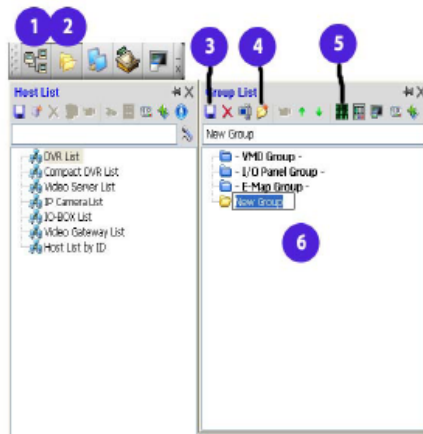 1 2 3 4 5
Host List
Group List
New Group
DVR List
Compact DVR List
Video Server List
IP Camera List
IO-BOX List
Video Gateway List
Host List by ID
- VMD Group -
- I/O Panel Group -
- E-Map Group -
New Group
6